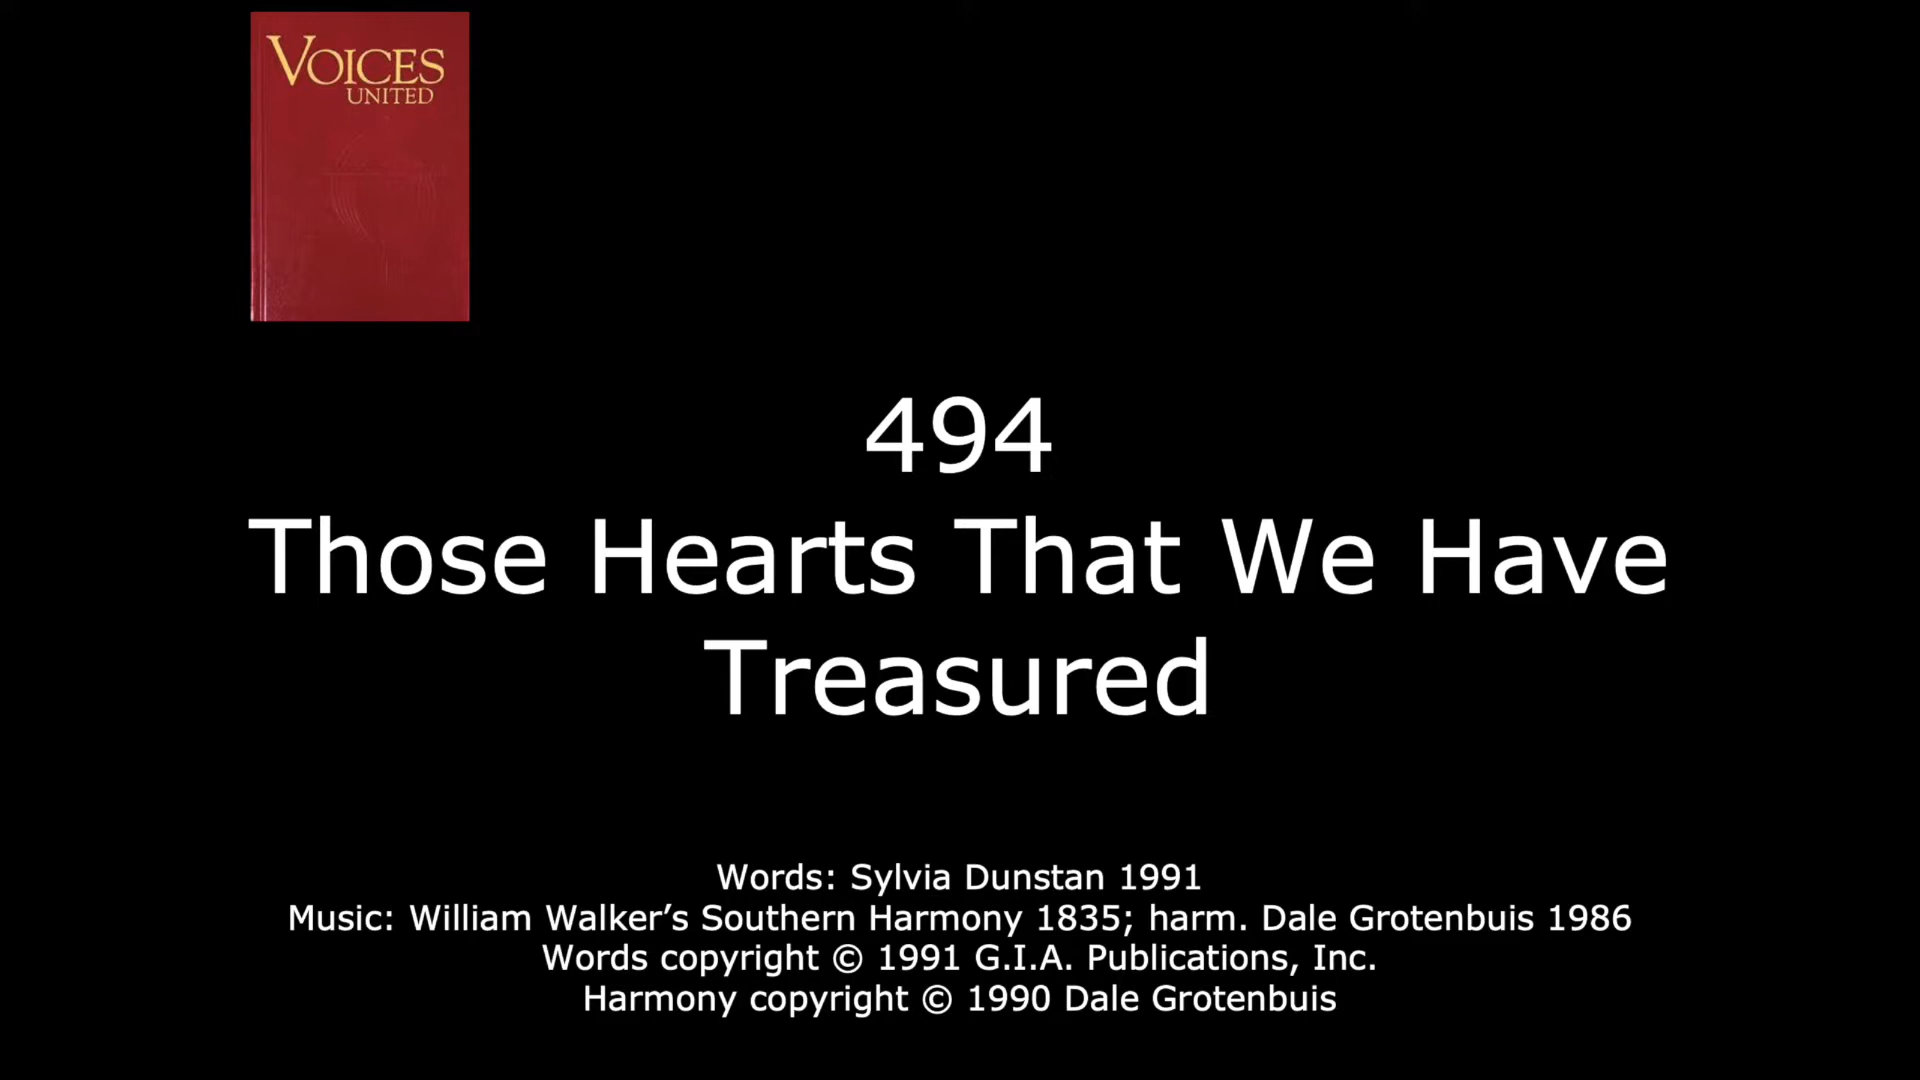 VOICES
UNITED
494
Those Hearts That We Have
Treasured
Words: Sylvia Dunstan 1991
Music: William Walker’s Southern Harmony 1835; harm. Dale Grotenbuis 1986
Words copyright © 1991 G.I.A. Publications, Inc.
Harmony copyright © 1990 Dale Grotenbuis